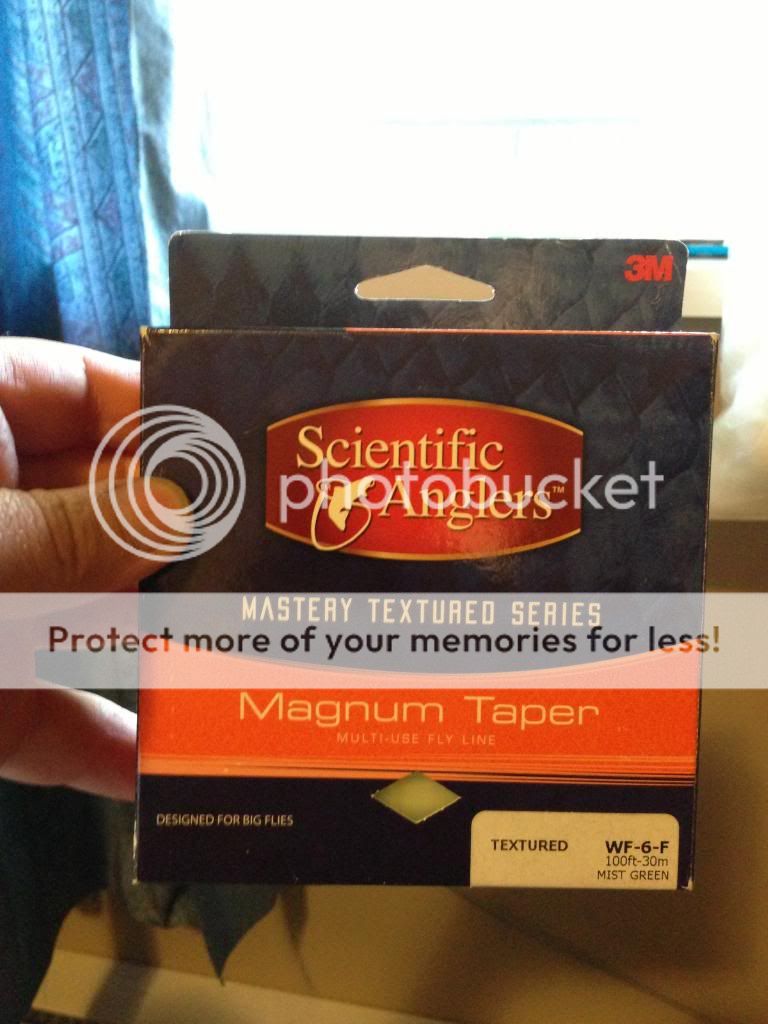 3M
Scientific
Anglers™
photobucket
MASTERY TEXTURED SERIES
Protect more of your memories for less!
Magnum Taper
MULTI-USE FLY LINE
DESIGNED FOR BIG FLIES
TEXTURED WF-6-F
100ft-30m
MIST GREEN